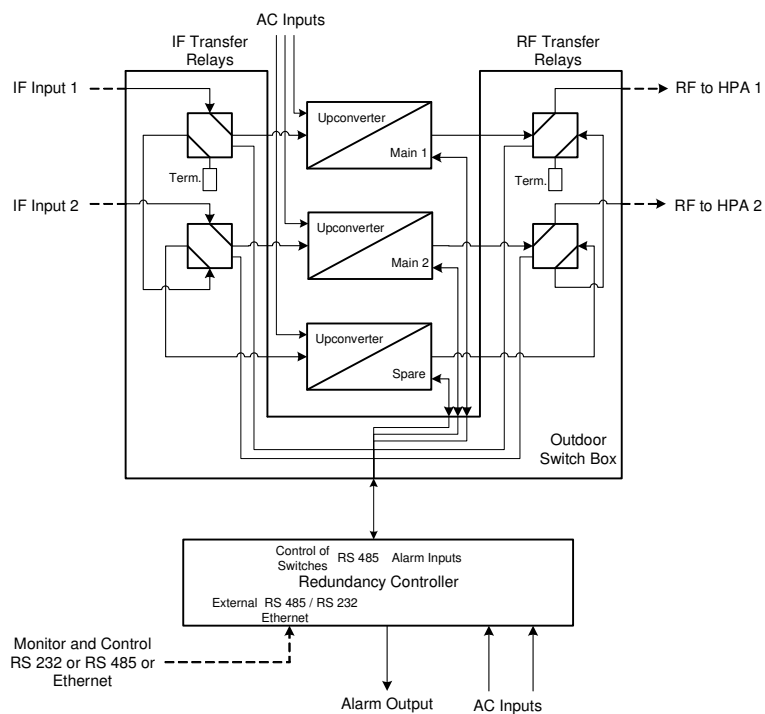 AC Inputs
IF Transfer
Relays
RF Transfer
Relays
IF Input 1
RF to HPA 1
Upconverter
Main 1
Term.
Term.
IF Input 2
RF to HPA 2
Upconverter
Main 2
Upconverter
Spare
Outdoor
Switch Box
Control of
Switches
RS 485
Alarm Inputs
Redundancy Controller
External RS 485 / RS 232
Ethernet
Monitor and Control
RS 232 or RS 485 or
Ethernet
Alarm Output
AC Inputs